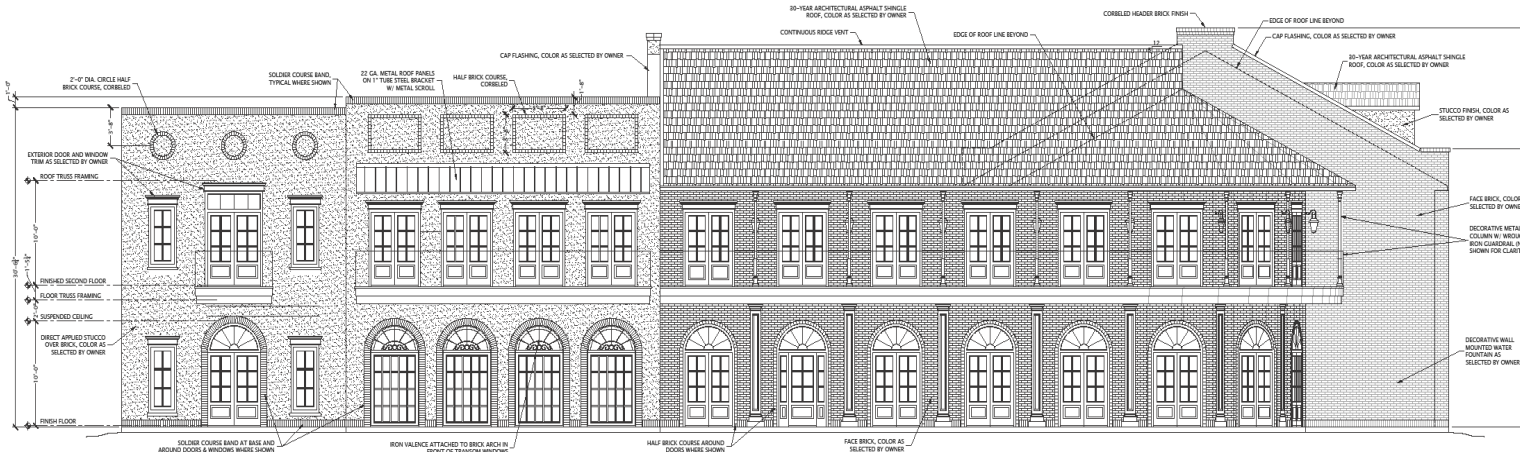 30-YEAR ARCHITECTURAL ASPHALT SHINGLE
ROOF, COLOR AS SELECTED BY OWNER
CONTINUOUS RIDGE VENT
CORBELED HEADER BRICK FINISH
EDGE OF ROOF LINE BEYOND
EDGE OF ROOF LINE BEYOND
CAP FLASHING, COLOR AS SELECTED BY OWNER
CAP FLASHING, COLOR AS SELECTED BY OWNER
30-YEAR ARCHITECTURAL ASPHALT SHINGLE
ROOF, COLOR AS SELECTED BY OWNER
12
2'-0" DIA. CIRCLE HALF
BRICK COURSE, CORBELED
SOLDIER COURSE BAND,
TYPICAL WHERE SHOWN
22 GA. METAL ROOF PANELS
ON 1" TUBE STEEL BRACKET
W/ METAL SCROLL
HALF BRICK COURSE,
CORBELED
STUCCO FINISH, COLOR AS
SELECTED BY OWNER
1'-0"
1'-8"
EXTERIOR DOOR AND WINDOW
TRIM AS SELECTED BY OWNER
ROOF TRUSS FRAMING
10'-0"
FACE BRICK, COLOR
SELECTED BY OWNE
DECORATIVE METAL
COLUMN W/ WROU
IRON GUARDRAIL (N
SHOWN FOR CLARIT
FINISHED SECOND FLOOR
FLOOR TRUSS FRAMING
SUSPENDED CEILING
DIRECT APPLIED STUCCO
OVER BRICK, COLOR AS
SELECTED BY OWNER
10'-0"
DECORATIVE WALL
MOUNTED WATER
FOUNTAIN AS
SELECTED BY OWNER
FINISH FLOOR
SOLDIER COURSE BAND AT BASE AND
AROUND DOORS & WINDOWS WHERE SHOWN
IRON VALENCE ATTACHED TO BRICK ARCH IN
FRONT OF TRANSOM WINDOWS
HALF BRICK COURSE AROUND
DOORS WHERE SHOWN
FACE BRICK, COLOR AS
SELECTED BY OWNER